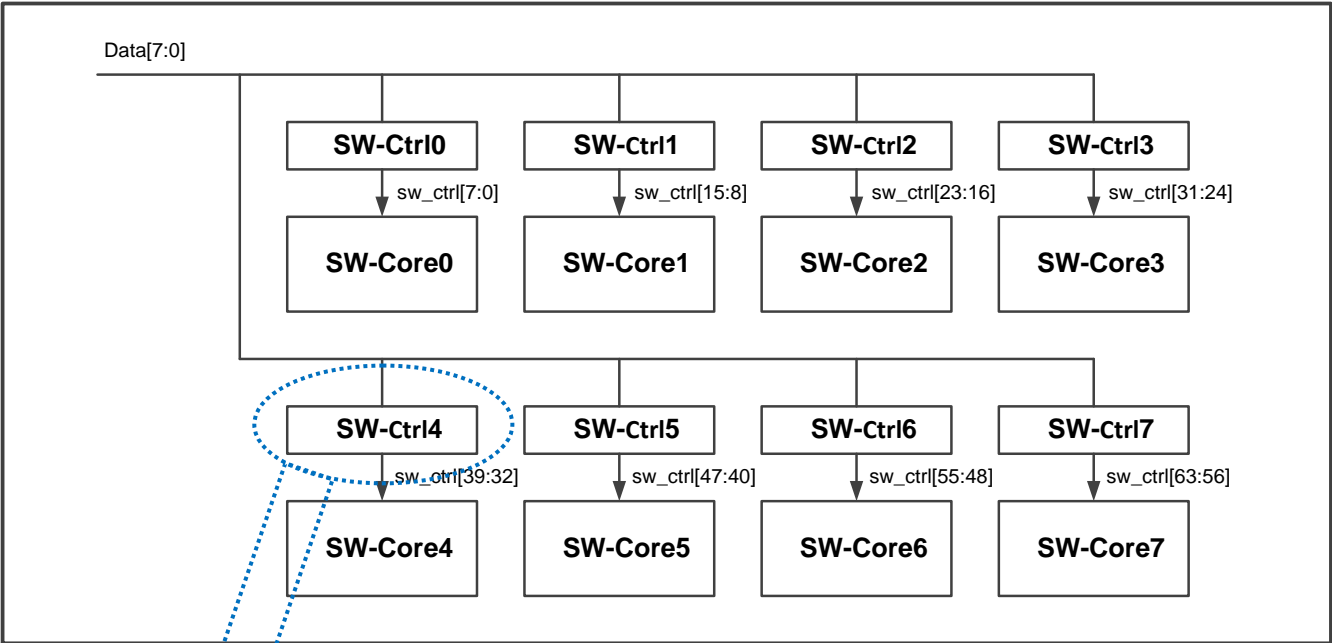 Data[7:0]
SW-Ctrl0 SW-Ctrl1 SW-Ctrl2 SW-Ctrl3
sw_ctrl[7:0] sw_ctrl[15:8] sw_ctrl[23:16] sw_ctrl[31:24]
SW-Core0 SW-Core1 SW-Core2 SW-Core3
SW-Ctrl4 SW-Ctrl5 SW-Ctrl6 SW-Ctrl7
sw_ctrl[39:32] sw_ctrl[47:40] sw_ctrl[55:48] sw_ctrl[63:56]
SW-Core4 SW-Core5 SW-Core6 SW-Core7